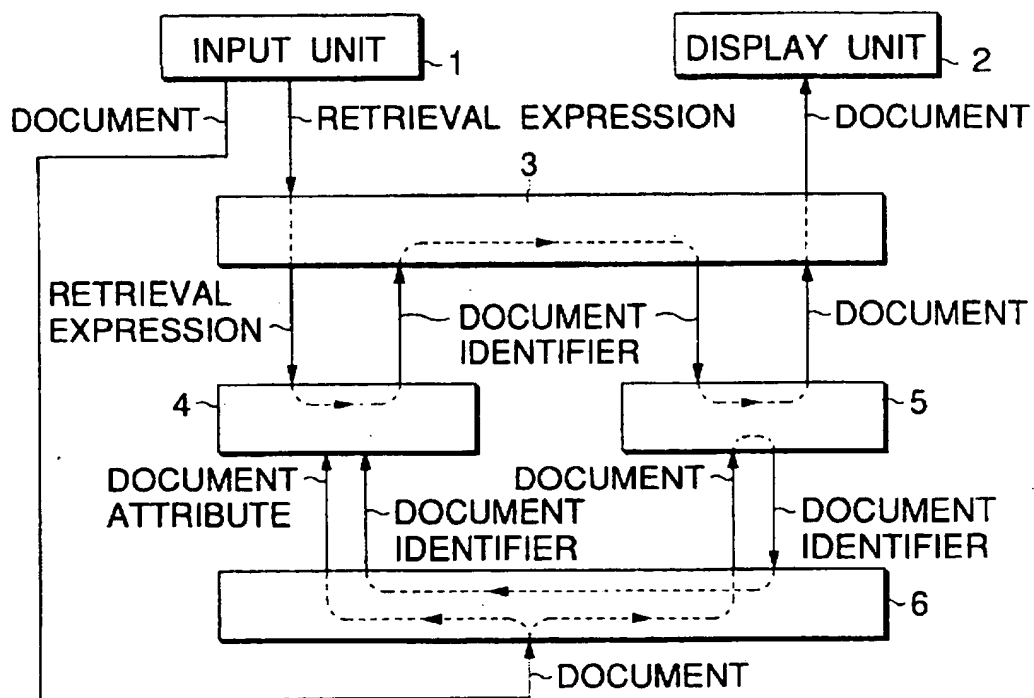 INPUT UNIT
1
DISPLAY UNIT
2
DOCUMENT
RETRIEVAL EXPRESSION
DOCUMENT
3
RETRIEVAL
EXPRESSION
DOCUMENT
IDENTIFIER
DOCUMENT
4
5
DOCUMENT
ATTRIBUTE
DOCUMENT
IDENTIFIER
DOCUMENT
DOCUMENT
IDENTIFIER
6
DOCUMENT